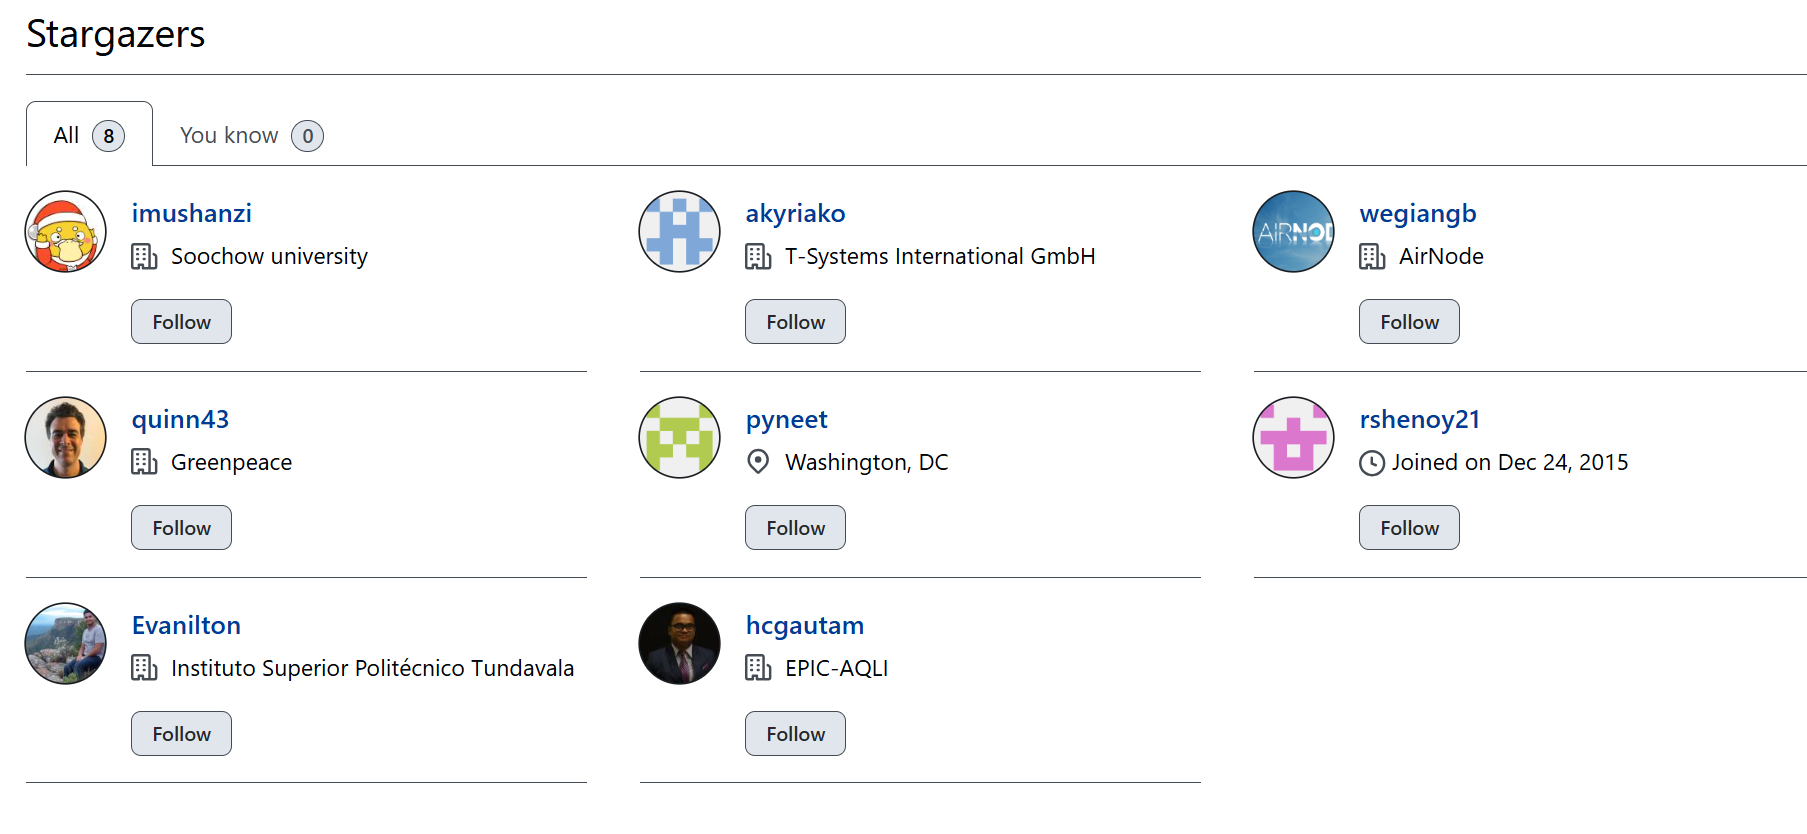 Stargazers
All 8 You know 0
imushanzi
Soochow university
Follow
akyriako
T-Systems International GmbH
Follow
AIRNOD
wegiangb
AirNode
Follow
quinn43
Greenpeace
Follow
pyneet
Washington, DC
Follow
rshenoy21
Joined on Dec 24, 2015
Follow
Evanilton
Instituto Superior Politécnico Tundavala
Follow
hcgautam
EPIC-AQLI
Follow